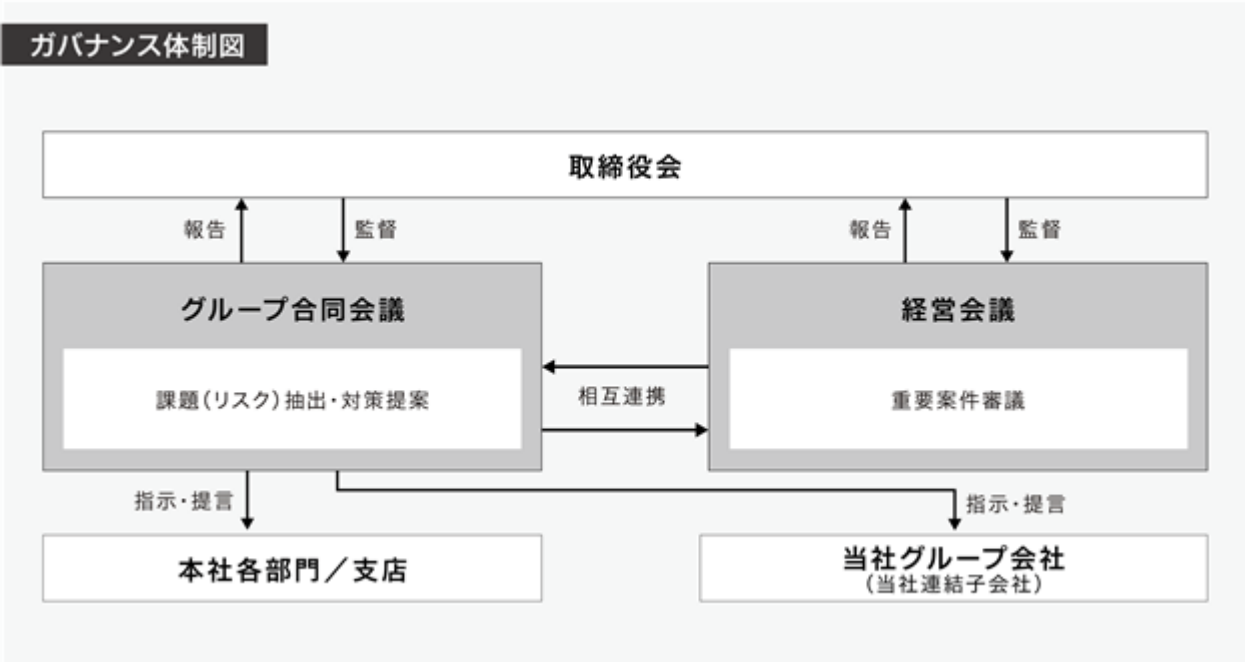 ガバナンス体制図
取締役会
報告
監督
報告
監督
グループ合同会議
経営会議
課題(リスク)抽出・対策提案
相互連携
重要案件審議
指示・提言
指示・提言
本社各部門／支店
当社グループ会社
(当社連結子会社)